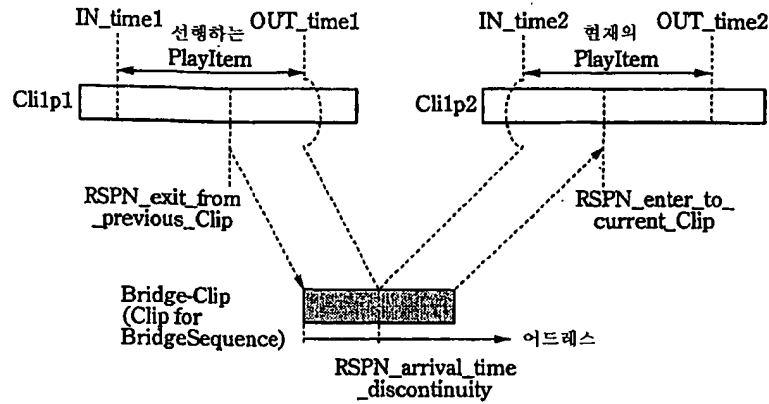 IN_time1
선행하는
PlayItem
OUT_time1
IN_time2
현재의
PlayItem
OUT_time2
Cli1p1
Cli1p2
RSPN_exit_from
_previous_Clip
RSPN_enter_to_
current_Clip
Bridge-Clip
(Clip for
BridgeSequence)
어드레스
RSPN_arrival_time
_discontinuity